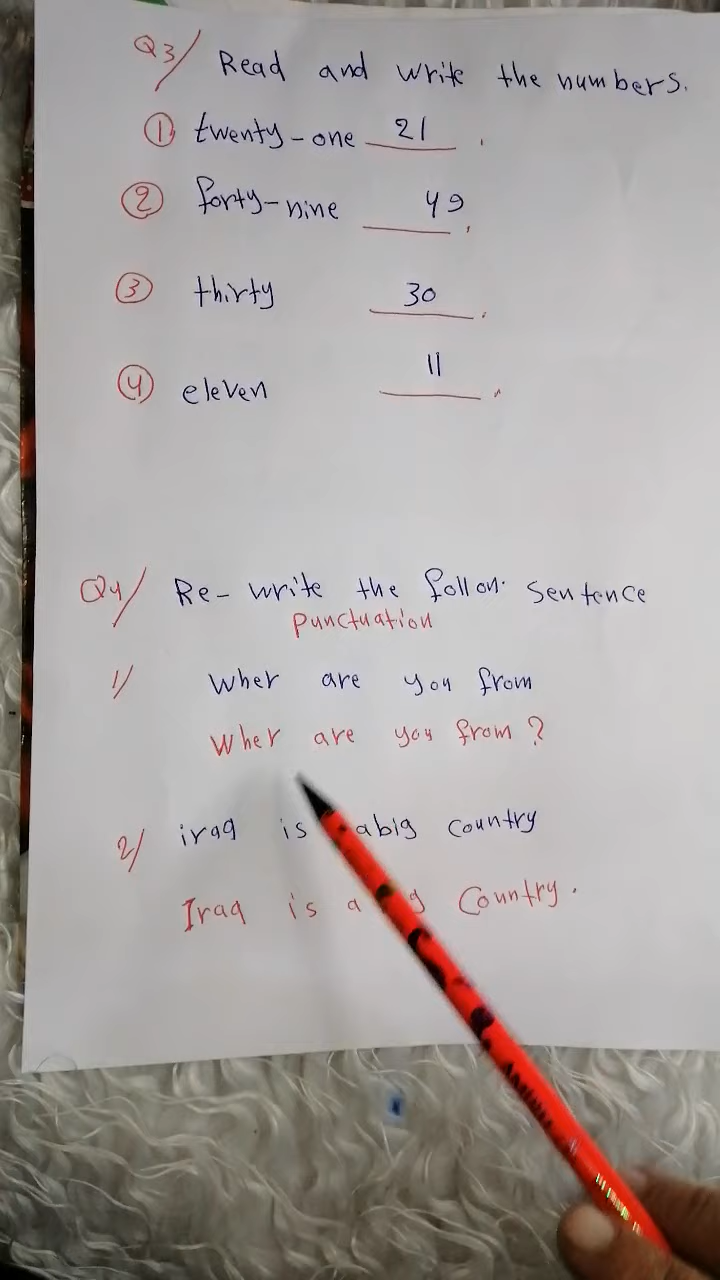 Q3/ Read and write the numbers.
① twenty-one 21.
② forty-nine 49.
③ thirty 30.
④ eleven 11.
Q4/ Re-write the follon. sentence
Punctuation
1/ Wher are you from
Wher are you from?
2/ iraq is abig country
Iraq is a Country.